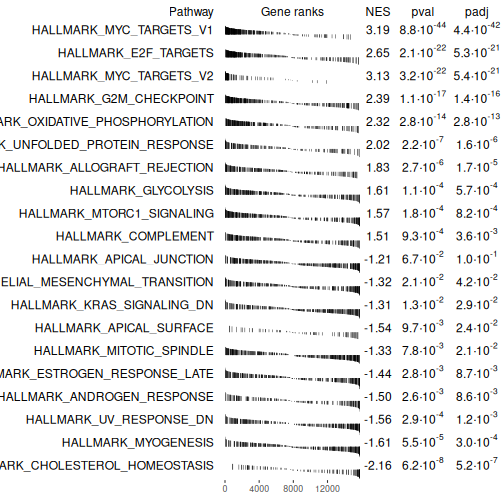 Pathway Gene ranks NES pval padj
HALLMARK_MYC_TARGETS_V1 3.19 8.8·10⁻⁴⁴ 4.4·10⁻⁴²
HALLMARK_E2F_TARGETS 2.65 2.1·10⁻²² 5.3·10⁻²¹
HALLMARK_MYC_TARGETS_V2 3.13 3.2·10⁻²² 5.4·10⁻²¹
HALLMARK_G2M_CHECKPOINT 2.39 1.1·10⁻¹⁷ 1.4·10⁻¹⁶
ARK_OXIDATIVE_PHOSPHORYLATION 2.32 2.8·10⁻¹⁴ 2.8·10⁻¹³
K_UNFOLDED_PROTEIN_RESPONSE 2.02 2.2·10⁻⁷ 1.6·10⁻⁶
HALLMARK_ALLOGRAFT_REJECTION 1.83 2.7·10⁻⁶ 1.7·10⁻⁵
HALLMARK_GLYCOLYSIS 1.61 1.1·10⁻⁴ 5.7·10⁻⁴
HALLMARK_MTORC1_SIGNALING 1.57 1.8·10⁻⁴ 8.2·10⁻⁴
HALLMARK_COMPLEMENT 1.51 9.3·10⁻⁴ 3.6·10⁻³
HALLMARK_APICAL_JUNCTION -1.21 6.7·10⁻² 1.0·10⁻¹
ELIAL_MESENCHYMAL_TRANSITION -1.32 2.1·10⁻² 4.2·10⁻²
HALLMARK_KRAS_SIGNALING_DN -1.31 1.3·10⁻² 2.9·10⁻²
HALLMARK_APICAL_SURFACE -1.54 9.7·10⁻³ 2.4·10⁻²
HALLMARK_MITOTIC_SPINDLE -1.33 7.8·10⁻³ 2.1·10⁻²
MARK_ESTROGEN_RESPONSE_LATE -1.44 2.8·10⁻³ 8.7·10⁻³
HALLMARK_ANDROGEN_RESPONSE -1.50 2.6·10⁻³ 8.6·10⁻³
HALLMARK_UV_RESPONSE_DN -1.56 2.9·10⁻⁴ 1.2·10⁻³
HALLMARK_MYOGENESIS -1.61 5.5·10⁻⁵ 3.0·10⁻⁴
ARK_CHOLESTEROL_HOMEOSTASIS -2.16 6.2·10⁻⁸ 5.2·10⁻⁷
0 4000 8000 12000